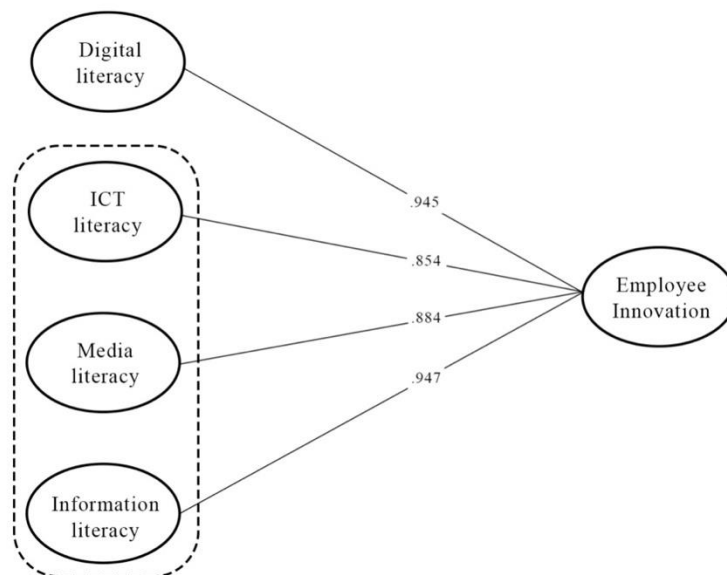 Digital
literacy
ICT
literacy
Media
literacy
Information
literacy
.945
.854
.884
.947
Employee
Innovation